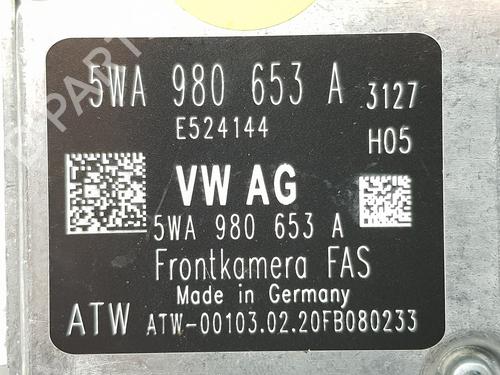 5WA 980 653 A 3127
E524144 H05
VW AG
5WA 980 653 A
Frontkamera FAS
Made in Germany
ATW ATW-00103.02.20FB080233